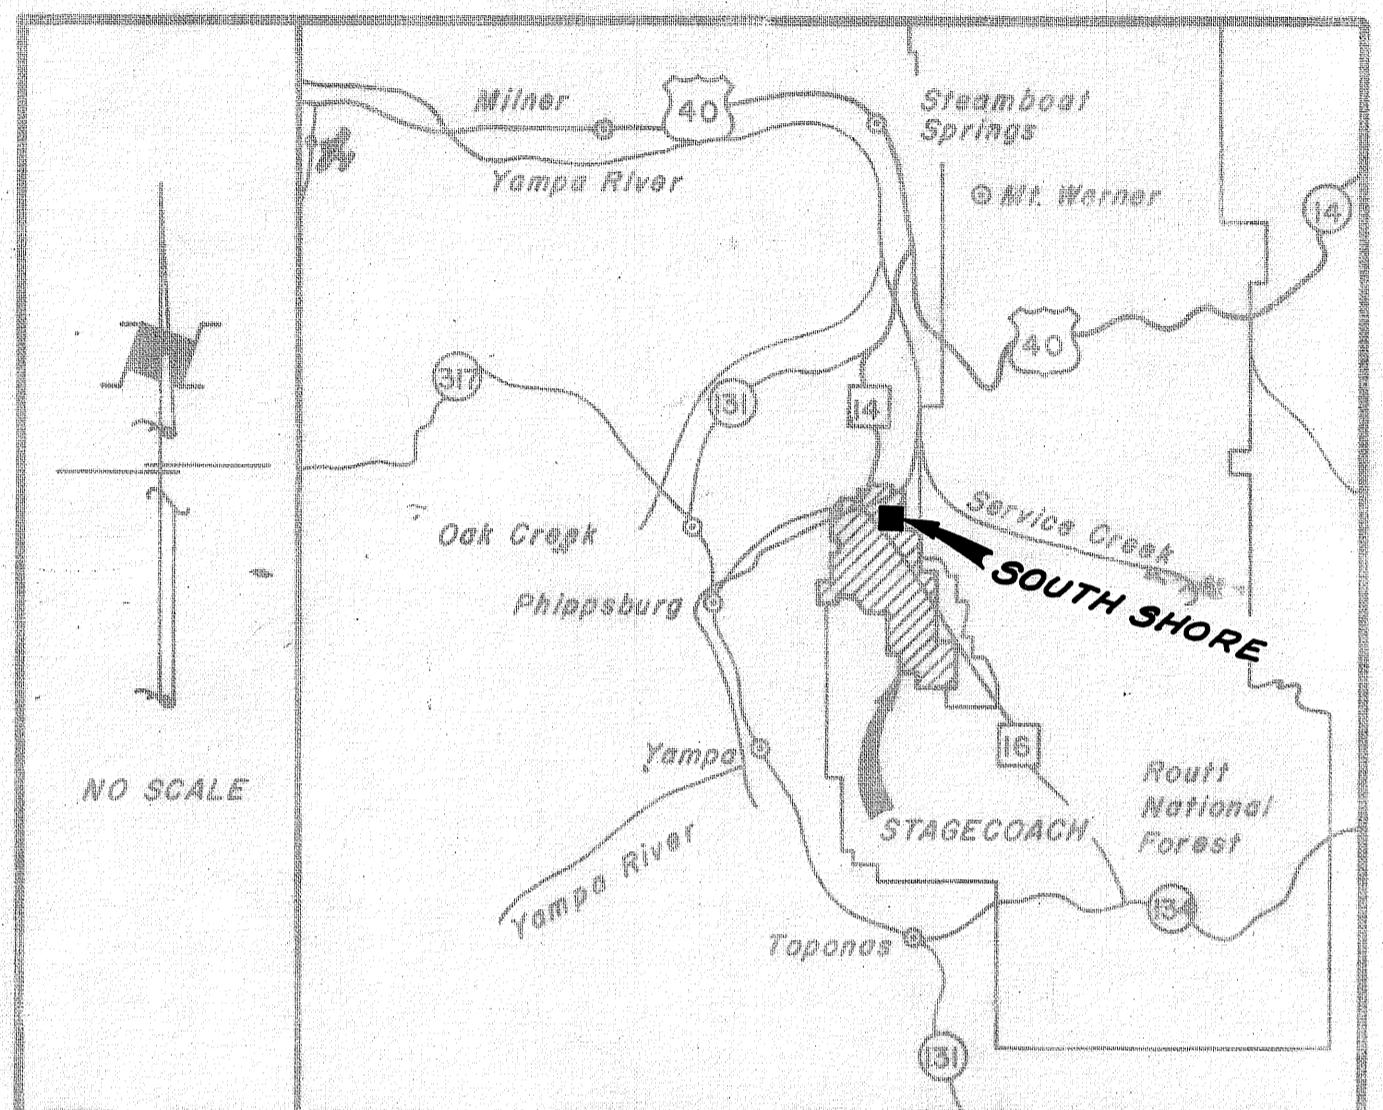 Milner
40
Steamboat
Springs
Yampa River
Mt. Werner
14
40
317
131
14
Oak Creek
Service Creek
SOUTH SHORE
Phippsburg
Yampa
16
NO SCALE
Routt
National
Forest
STAGECOACH
Yampa River
134
Toponas
131